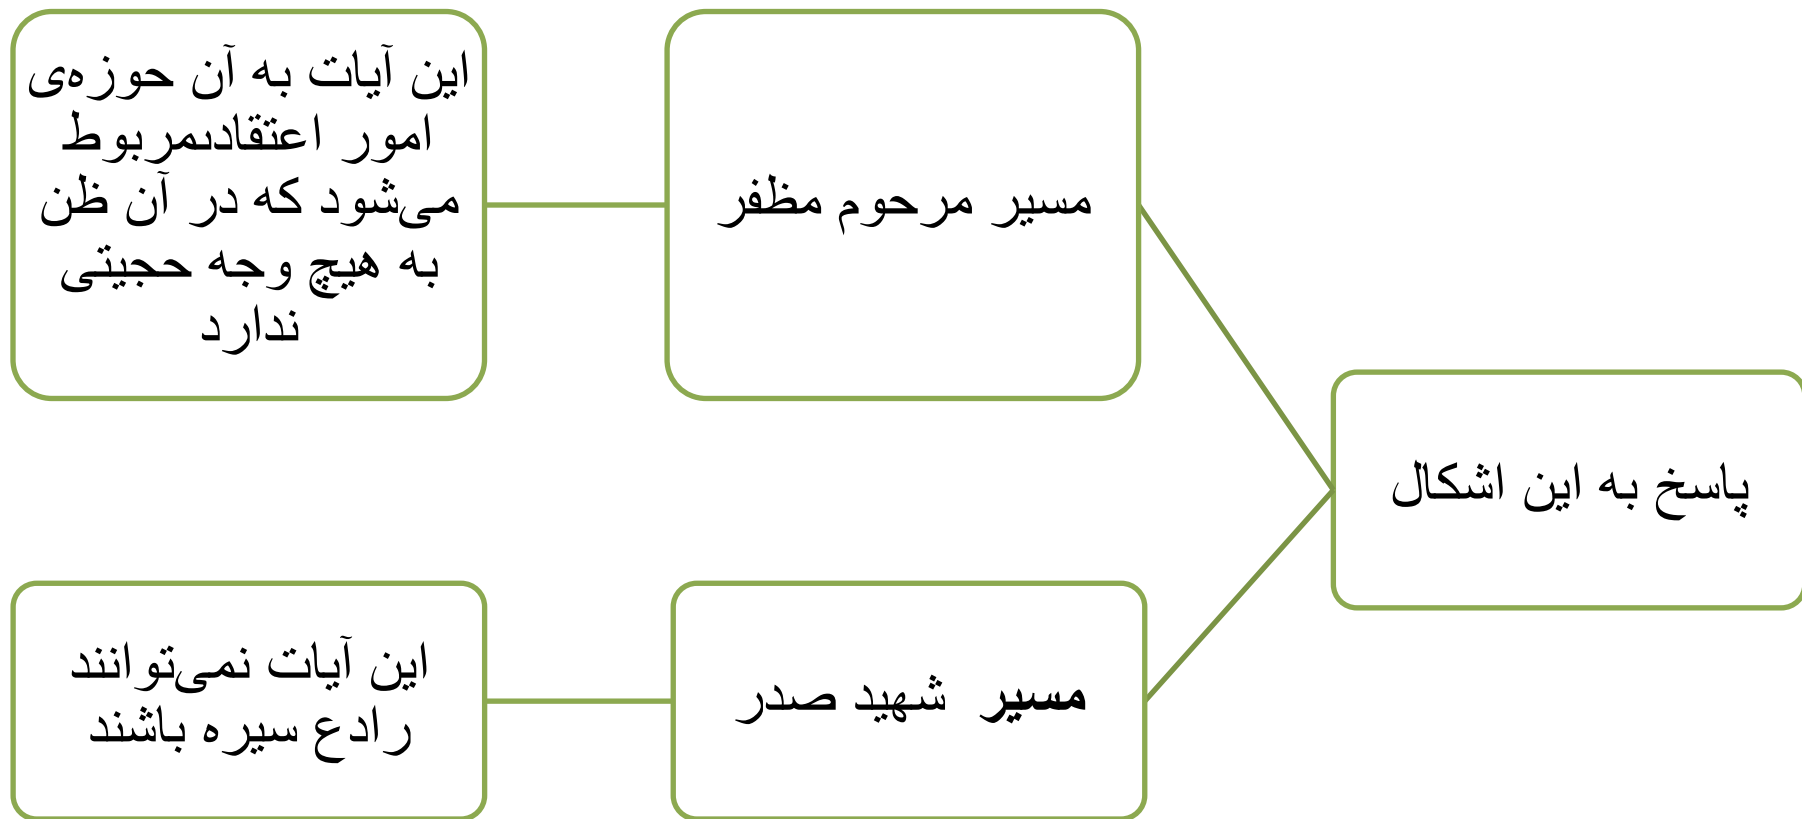 پاسخ به این اشکال
مسیر مرحوم مظفر
این آیات به آن حوزه‌ی
امور اعتقادىمربوط
می‌شود که در آن ظن
به هیچ وجه حجیتی
ندارد
مسیر شهید صدر
این آیات نمی‌توانند
رادع سیره باشند